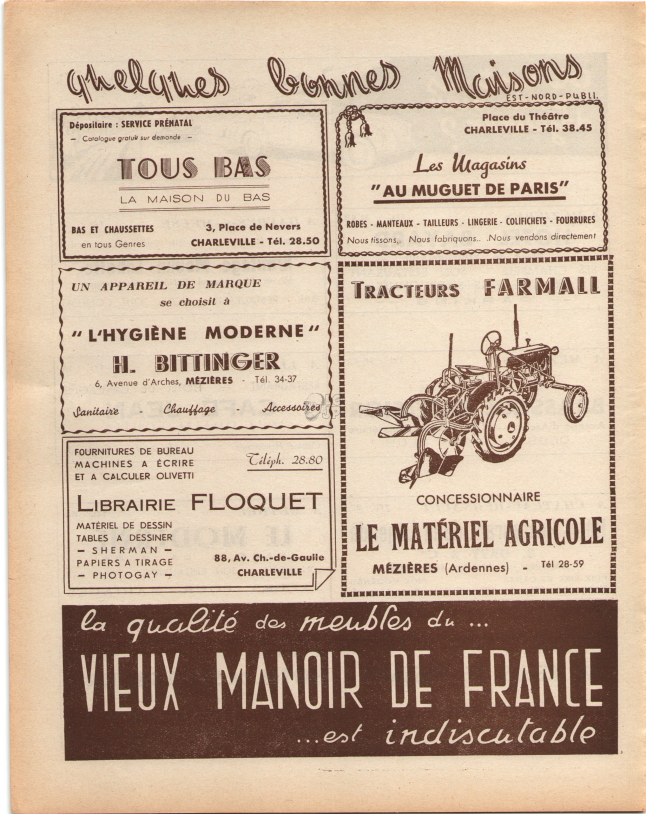 quelques bonnes Maisons
EST-NORD-PUBLI.
Dépositaire : SERVICE PRÉNATAL
— Catalogue gratuit sur demande —
TOUS BAS
LA MAISON DU BAS
BAS ET CHAUSSETTES
en tous Genres
3, Place de Nevers
CHARLEVILLE - Tél. 28.50
Place du Théâtre
CHARLEVILLE - Tél. 38.45
Les Magasins
"AU MUGUET DE PARIS"
ROBES - MANTEAUX - TAILLEURS - LINGERIE - COLIFICHETS - FOURRURES
Nous tissons, Nous fabriquons.. .Nous vendons directement
UN APPAREIL DE MARQUE
se choisit à
"L'HYGIÈNE MODERNE"
H. BITTINGER
6, Avenue d'Arches, MÉZIÈRES - Tél. 34-37
Sanitaire - Chauffage - Accessoires
TRACTEURS FARMALL
CONCESSIONNAIRE
LE MATÉRIEL AGRICOLE
MÉZIÈRES (Ardennes) - Tél 28-59
FOURNITURES DE BUREAU
MACHINES A ÉCRIRE
ET A CALCULER OLIVETTI
Téléph. 28.80
LIBRAIRIE FLOQUET
MATÉRIEL DE DESSIN
TABLES A DESSINER
— SHERMAN —
PAPIERS A TIRAGE
— PHOTOGAY —
88, Av. Ch.-de-Gaulle
CHARLEVILLE
la qualité des meubles du ...
VIEUX MANOIR DE FRANCE
...est indiscutable